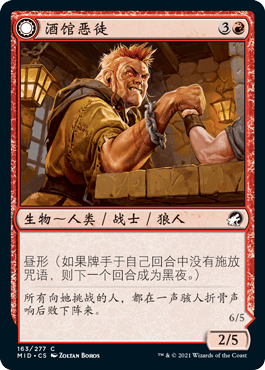 酒馆恶徒 3
生物～人类 / 战士 / 狼人
昼形（如果牌手于自己回合中没有施放
咒语，则下一个回合成为黑夜。）
所有向她挑战的人，都在一声骇人折骨声
响后败下阵来。
6/5
2/5
163/277 C
MID • CS ZOLTAN BOROS
™ & © 2021 Wizards of the Coast